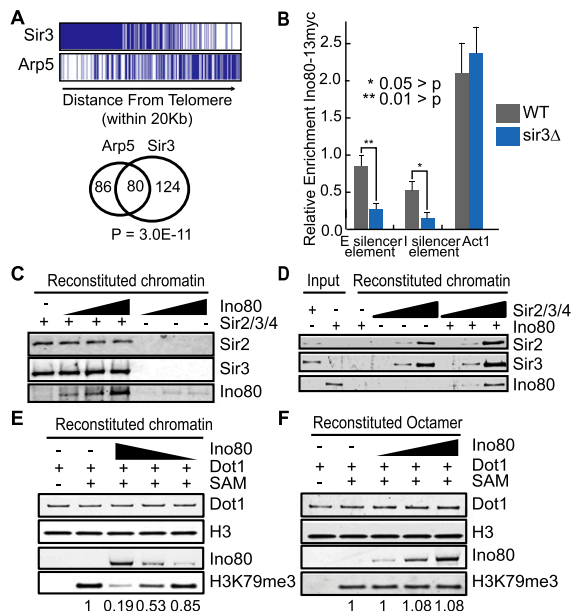 A
Sir3
Arp5
Distance From Telomere
(within 20Kb)
Arp5 Sir3
86 80 124
P = 3.0E-11
B
Relative Enrichment Ino80-13myc
2.5
2.0
1.5
1.0
0.5
0.0
* 0.05 > p
** 0.01 > p
** *
WT
sir3Δ
E silencer element
I silencer element
Act1
C
Reconstituted chromatin
- Ino80
- + + + - - - Sir2/3/4
Sir2
Sir3
Ino80
D
Input Reconstituted chromatin
+ - - - Sir2/3/4
- + - - - - + + + Ino80
Sir2
Sir3
Ino80
E
Reconstituted chromatin
- - Ino80
+ + + + + Dot1
- + + + + SAM
Dot1
H3
Ino80
H3K79me3
1 0.19 0.53 0.85
F
Reconstituted Octamer
- - Ino80
+ + + + + Dot1
- + + + + SAM
Dot1
H3
Ino80
H3K79me3
1 1 1.08 1.08